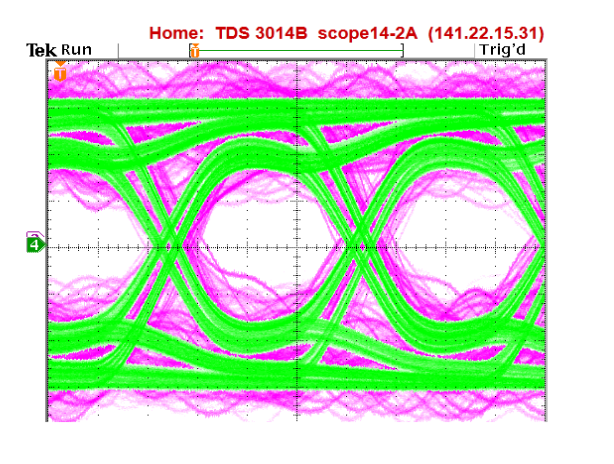 Home: TDS 3014B scope14-2A (141.22.15.31)
Tek Run Trig'd
T
T
4